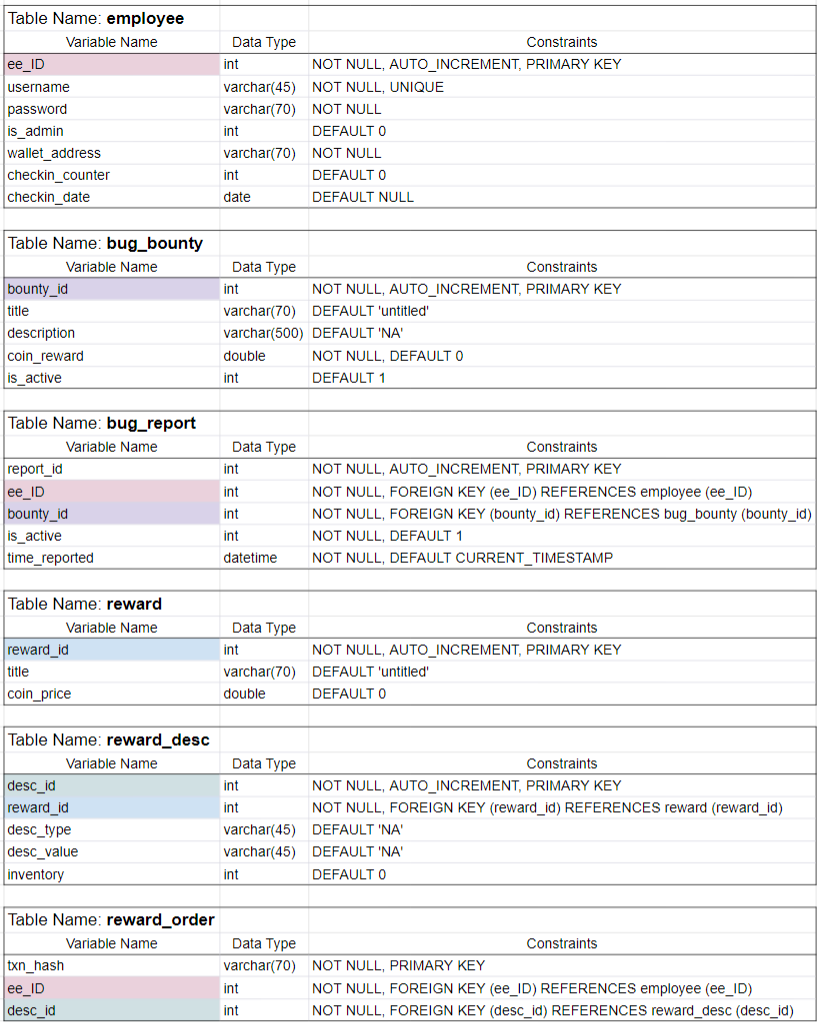 Table Name: employee
Variable Name Data Type Constraints
ee_ID int NOT NULL, AUTO_INCREMENT, PRIMARY KEY
username varchar(45) NOT NULL, UNIQUE
password varchar(70) NOT NULL
is_admin int DEFAULT 0
wallet_address varchar(70) NOT NULL
checkin_counter int DEFAULT 0
checkin_date date DEFAULT NULL
Table Name: bug_bounty
Variable Name Data Type Constraints
bounty_id int NOT NULL, AUTO_INCREMENT, PRIMARY KEY
title varchar(70) DEFAULT 'untitled'
description varchar(500) DEFAULT 'NA'
coin_reward double NOT NULL, DEFAULT 0
is_active int DEFAULT 1
Table Name: bug_report
Variable Name Data Type Constraints
report_id int NOT NULL, AUTO_INCREMENT, PRIMARY KEY
ee_ID int NOT NULL, FOREIGN KEY (ee_ID) REFERENCES employee (ee_ID)
bounty_id int NOT NULL, FOREIGN KEY (bounty_id) REFERENCES bug_bounty (bounty_id)
is_active int NOT NULL, DEFAULT 1
time_reported datetime NOT NULL, DEFAULT CURRENT_TIMESTAMP
Table Name: reward
Variable Name Data Type Constraints
reward_id int NOT NULL, AUTO_INCREMENT, PRIMARY KEY
title varchar(70) DEFAULT 'untitled'
coin_price double DEFAULT 0
Table Name: reward_desc
Variable Name Data Type Constraints
desc_id int NOT NULL, AUTO_INCREMENT, PRIMARY KEY
reward_id int NOT NULL, FOREIGN KEY (reward_id) REFERENCES reward (reward_id)
desc_type varchar(45) DEFAULT 'NA'
desc_value varchar(45) DEFAULT 'NA'
inventory int DEFAULT 0
Table Name: reward_order
Variable Name Data Type Constraints
txn_hash varchar(70) NOT NULL, PRIMARY KEY
ee_ID int NOT NULL, FOREIGN KEY (ee_ID) REFERENCES employee (ee_ID)
desc_id int NOT NULL, FOREIGN KEY (desc_id) REFERENCES reward_desc (desc_id)